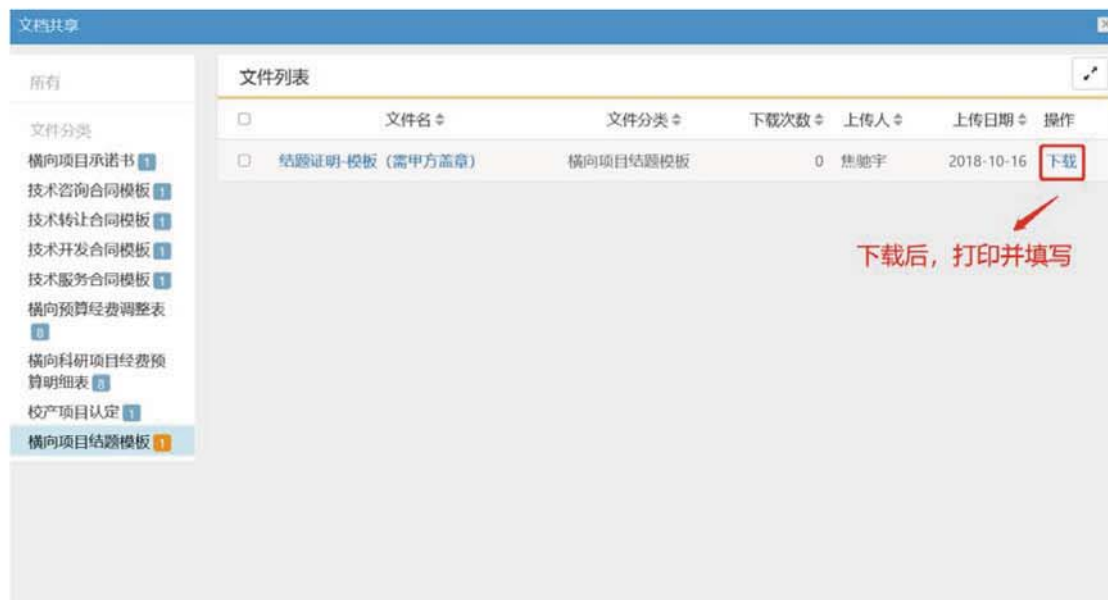 文档共享
所有
文件分类
横向项目承诺书 1
技术咨询合同模板 1
技术转让合同模板 1
技术开发合同模板 1
技术服务合同模板 1
横向预算经费调整表
8
横向科研项目经费预
算明细表 8
校产项目认定 1
横向项目结题模板 1
文件列表
文件名 文件分类 下载次数 上传人 上传日期 操作
结题证明-模板（需甲方盖章） 横向项目结题模板 0 焦驰宇 2018-10-16 下载
下载后，打印并填写